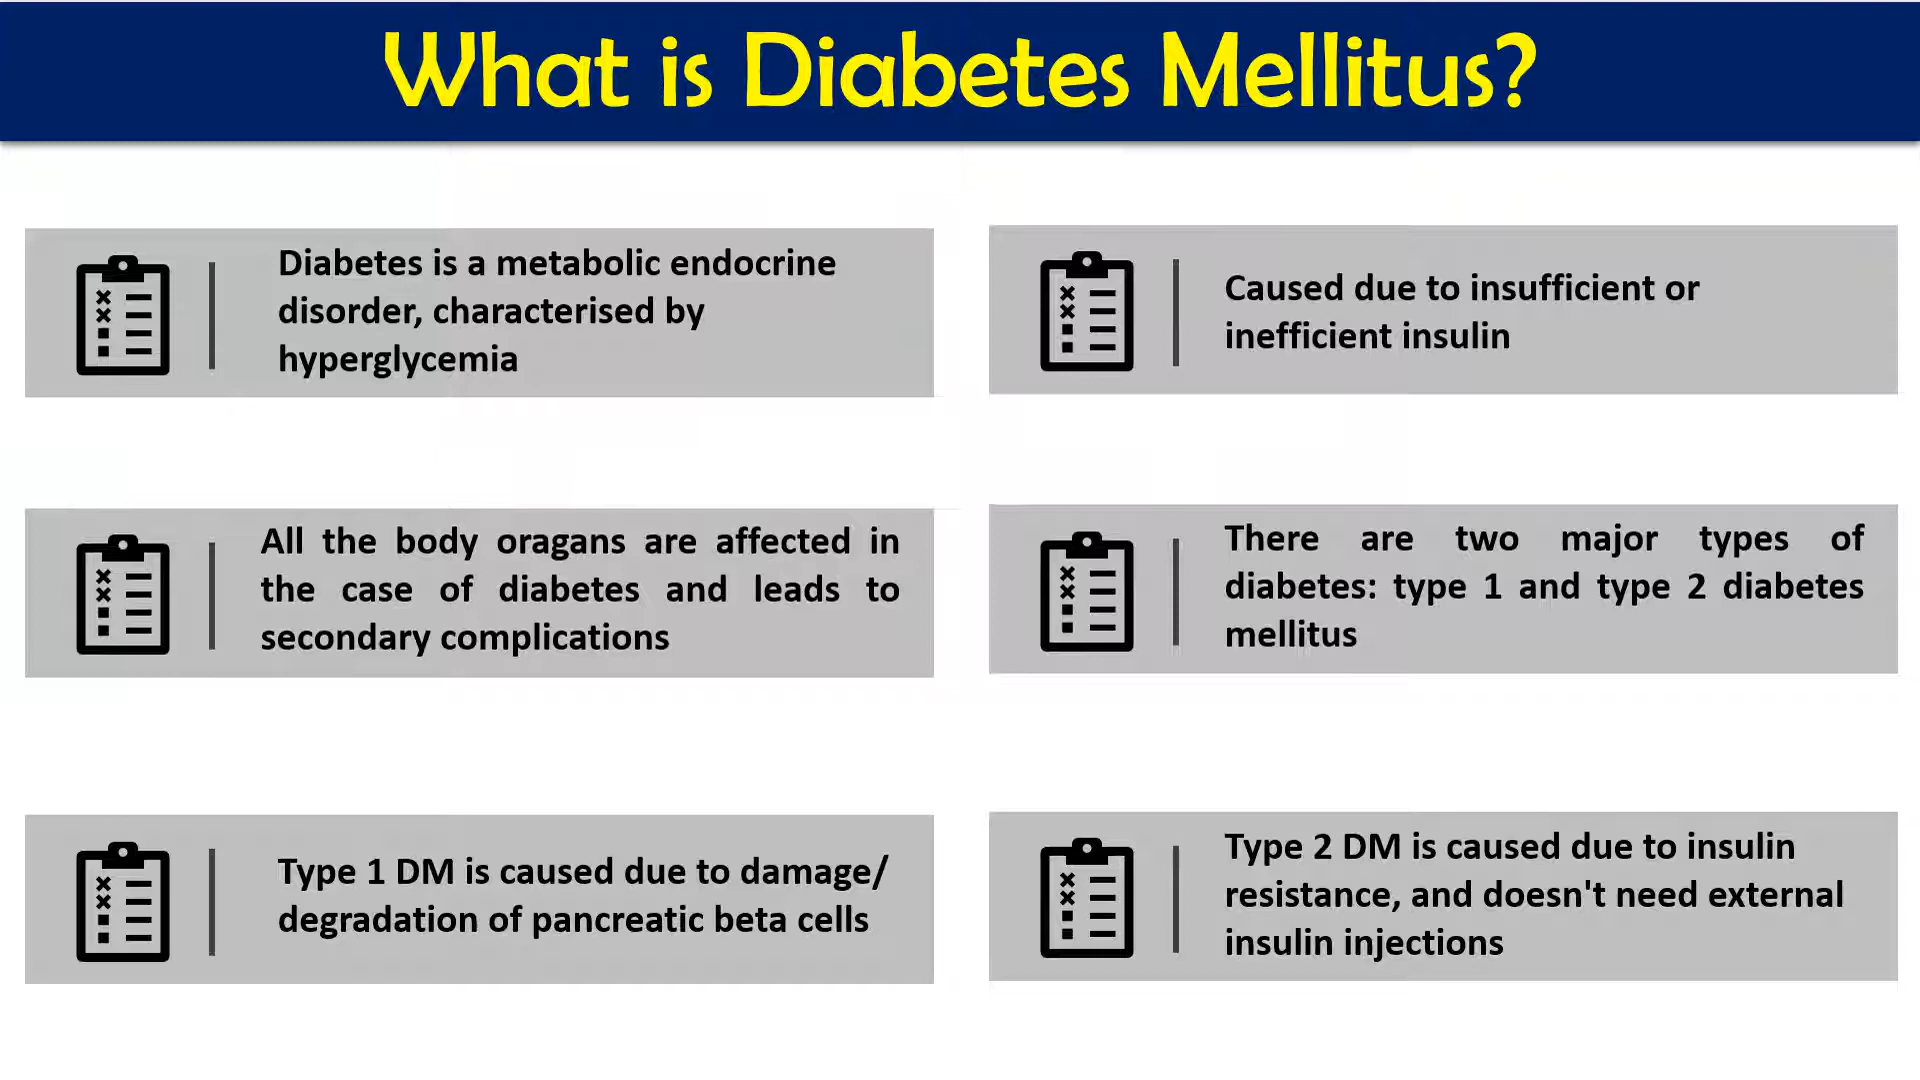 What is Diabetes Mellitus?
Diabetes is a metabolic endocrine
disorder, characterised by
hyperglycemia
Caused due to insufficient or
inefficient insulin
All the body oragans are affected in
the case of diabetes and leads to
secondary complications
There are two major types of
diabetes: type 1 and type 2 diabetes
mellitus
Type 1 DM is caused due to damage/
degradation of pancreatic beta cells
Type 2 DM is caused due to insulin
resistance, and doesn't need external
insulin injections